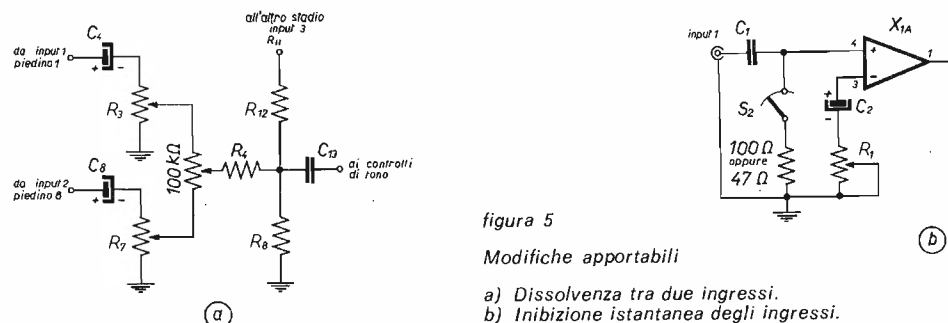 all'altro stadio
input 3
R11
C4
da input 1
piedino 1
+ -
R3
R12
C13
100 kΩ
R4
ai controlli
di tono
C8
da input 2
piedino 8
+ -
R7
R8
a
input 1
C1
X1A
4
+
1
3
-
S2
+
C2
-
100 Ω
oppure
47 Ω
R1
b
figura 5
Modifiche apportabili
a) Dissolvenza tra due ingressi.
b) Inibizione istantanea degli ingressi.